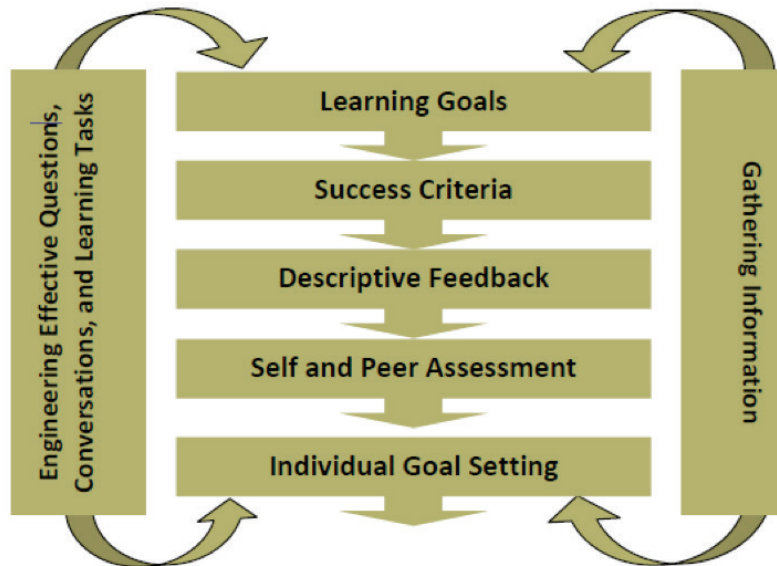 Engineering Effective Questions,
Conversations, and Learning Tasks
Learning Goals
Success Criteria
Descriptive Feedback
Self and Peer Assessment
Individual Goal Setting
Gathering Information